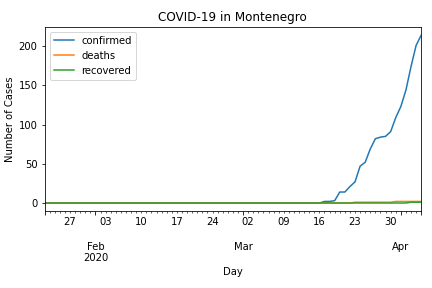 COVID-19 in Montenegro
confirmed
deaths
recovered
Number of Cases
200
150
100
50
0
27 03 10 17 24 02 09 16 23 30
Feb Mar Apr
2020
Day